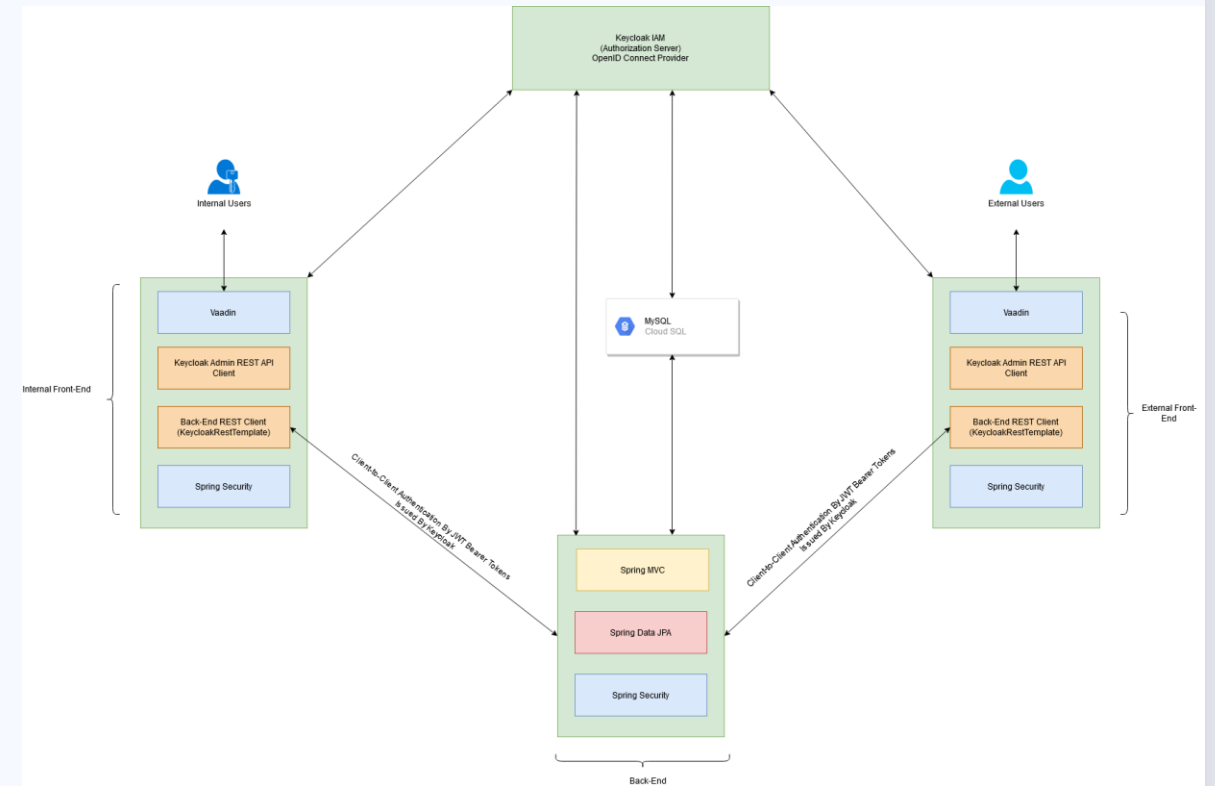 Keycloak IAM
(Authorization Server)
OpenID Connect Provider
Internal Users
External Users
Vaadin
Keycloak Admin REST API
Client
Back-End REST Client
(KeycloakRestTemplate)
Spring Security
Internal Front-End
MySQL
Cloud SQL
Vaadin
Keycloak Admin REST API
Client
Back-End REST Client
(KeycloakRestTemplate)
Spring Security
External Front-
End
Client-to-Client Authentication By JWT Bearer Tokens
Issued By Keycloak
Client-to-Client Authentication By JWT Bearer Tokens
Issued By Keycloak
Spring MVC
Spring Data JPA
Spring Security
Back-End